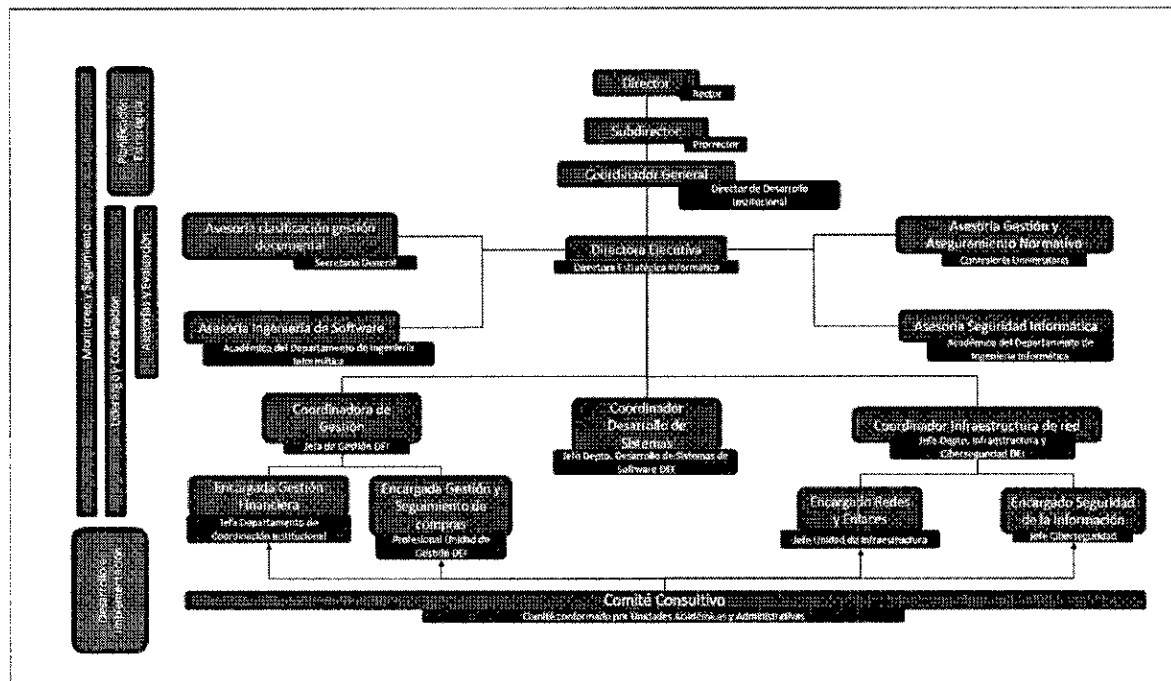 Director
Rector
Subdirector
Prorrector
Coordinador General
Director de Desarrollo
Institucional
Asesoría clasificación gestión
documental
Secretaría General
Directora Ejecutiva
Directora Estratégica Informática
Asesoría Gestión y
Aseguramiento Normativo
Contraloría Universitaria
Asesoría Ingeniería de Software
Académico del Departamento de Ingeniería
Informática
Asesoría Seguridad Informática
Académico del Departamento de
Ingeniería Informática
Coordinadora de
Gestión
Jefa de Gestión DEI
Coordinador
Desarrollo de
Sistemas
Jefe Depto. Desarrollo de Sistemas de
Software DEI
Coordinador Infraestructura de red
Jefe Depto. Infraestructura y
Ciberseguridad DEI
Encargada Gestión
Financiera
Jefa Departamento de
Coordinación Institucional
Encargada Gestión y
Seguimiento de
compras
Profesional Unidad de
Gestión DEI
Encargado Redes
y Enlaces
Jefe Unidad de Infraestructura
Encargado Seguridad
de la Información
Jefe Ciberseguridad
Comité Consultivo
Comité conformado por Unidades Académicas y Administrativas
Monitoreo y Seguimiento
Liderazgo y Coordinación
Planificación
Estratégica
Asesorías y Evaluación
Desarrollo e
Implementación